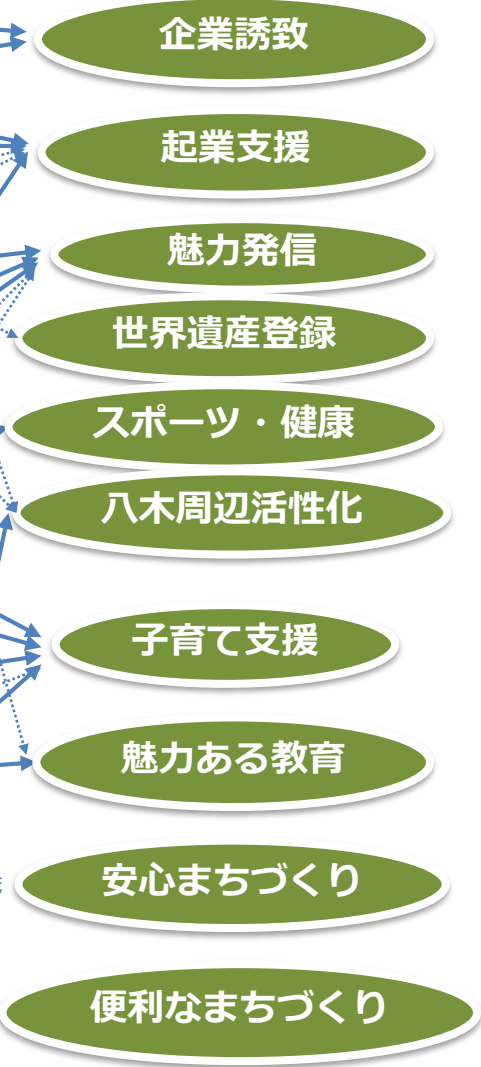 企業誘致
起業支援
魅力発信
世界遺産登録
スポーツ・健康
八木周辺活性化
子育て支援
魅力ある教育
安心まちづくり
便利なまちづくり